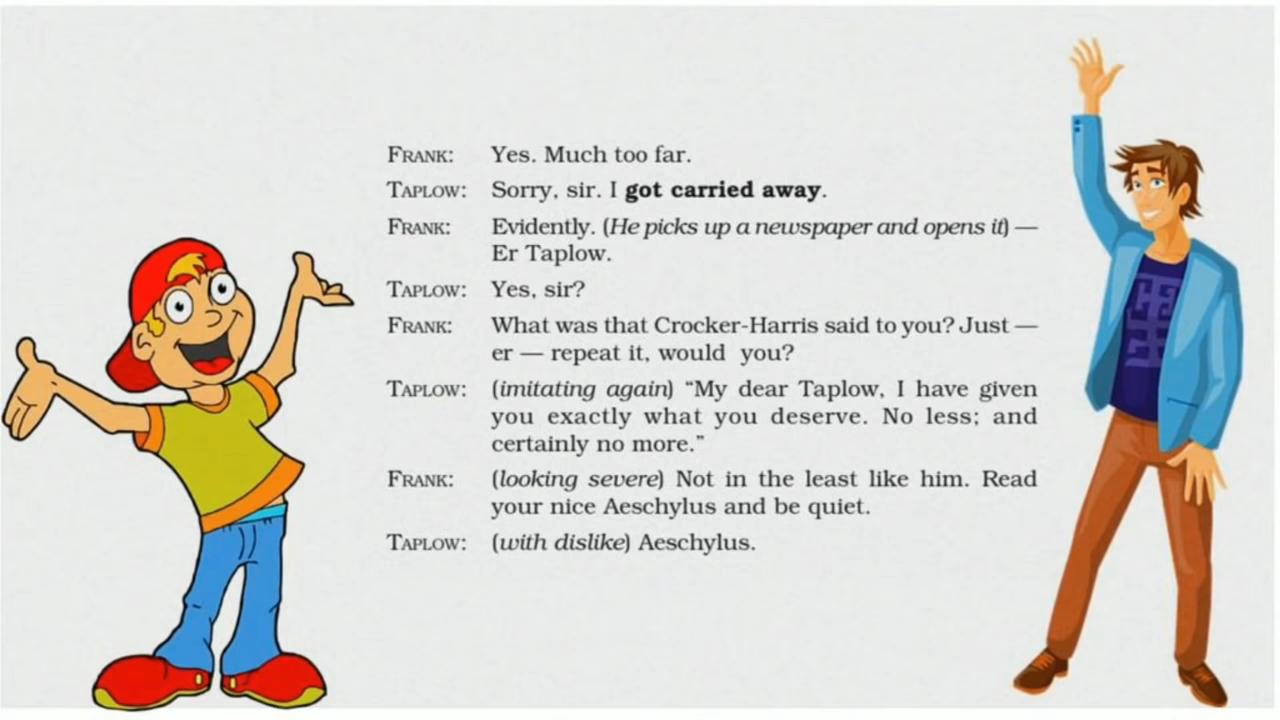 FRANK: Yes. Much too far.
TAPLOW: Sorry, sir. I got carried away.
FRANK: Evidently. (He picks up a newspaper and opens it) —
Er Taplow.
TAPLOW: Yes, sir?
FRANK: What was that Crocker-Harris said to you? Just —
er — repeat it, would you?
TAPLOW: (imitating again) “My dear Taplow, I have given
you exactly what you deserve. No less; and
certainly no more.”
FRANK: (looking severe) Not in the least like him. Read
your nice Aeschylus and be quiet.
TAPLOW: (with dislike) Aeschylus.